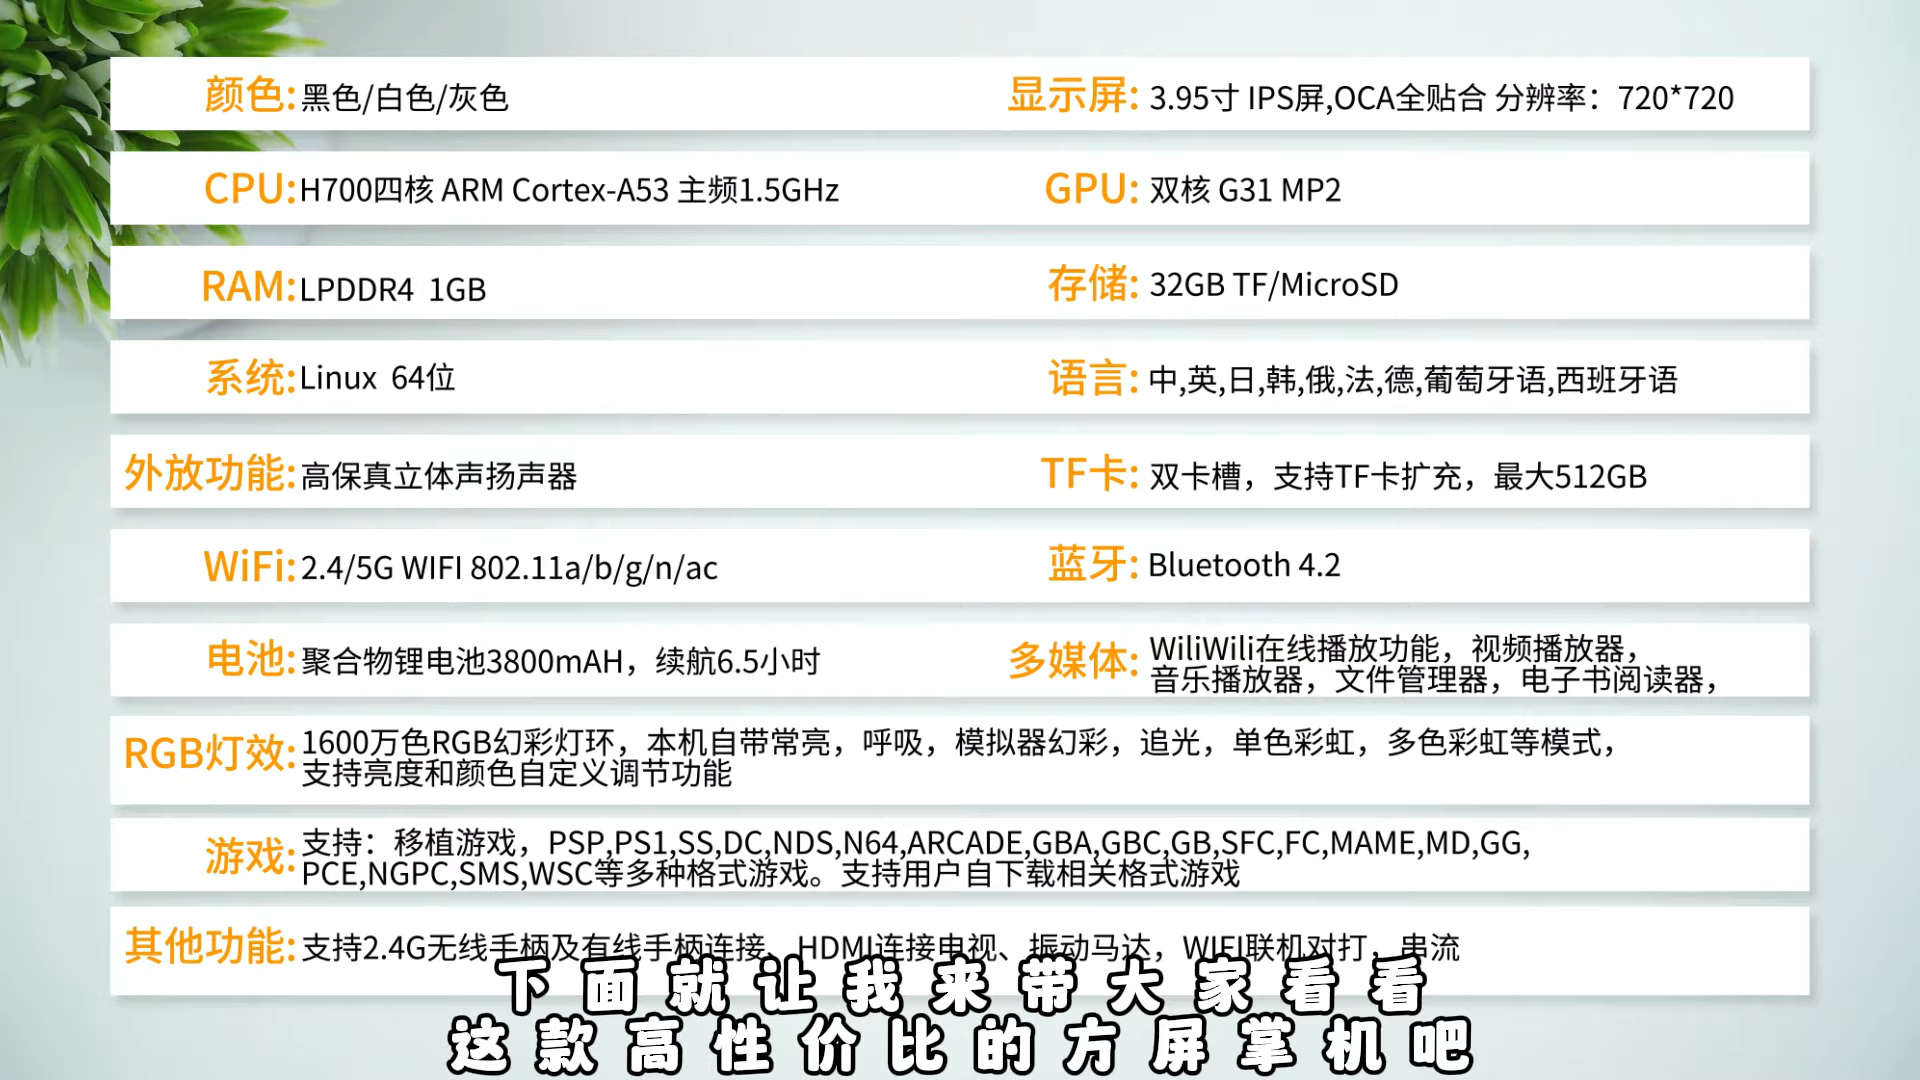 颜色:黑色/白色/灰色
显示屏: 3.95寸 IPS屏,OCA全贴合 分辨率：720*720
CPU:H700四核 ARM Cortex-A53 主频1.5GHz
GPU: 双核 G31 MP2
RAM:LPDDR4 1GB
存储: 32GB TF/MicroSD
系统:Linux 64位
语言: 中,英,日,韩,俄,法,德,葡萄牙语,西班牙语
外放功能:高保真立体声扬声器
TF卡: 双卡槽，支持TF卡扩充，最大512GB
WiFi:2.4/5G WIFI 802.11a/b/g/n/ac
蓝牙: Bluetooth 4.2
电池:聚合物锂电池3800mAH，续航6.5小时
多媒体: WiliWili在线播放功能，视频播放器，
音乐播放器，文件管理器，电子书阅读器，
RGB灯效:1600万色RGB幻彩灯环，本机自带常亮，呼吸，模拟器幻彩，追光，单色彩虹，多色彩虹等模式，
支持亮度和颜色自定义调节功能
游戏:支持：移植游戏，PSP,PS1,SS,DC,NDS,N64,ARCADE,GBA,GBC,GB,SFC,FC,MAME,MD,GG,
PCE,NGPC,SMS,WSC等多种格式游戏。支持用户自下载相关格式游戏
其他功能:支持2.4G无线手柄及有线手柄连接、HDMI连接电视、振动马达，WIFI联机对打，串流
下面就让我来带大家看看
这款高性价比的方屏掌机吧